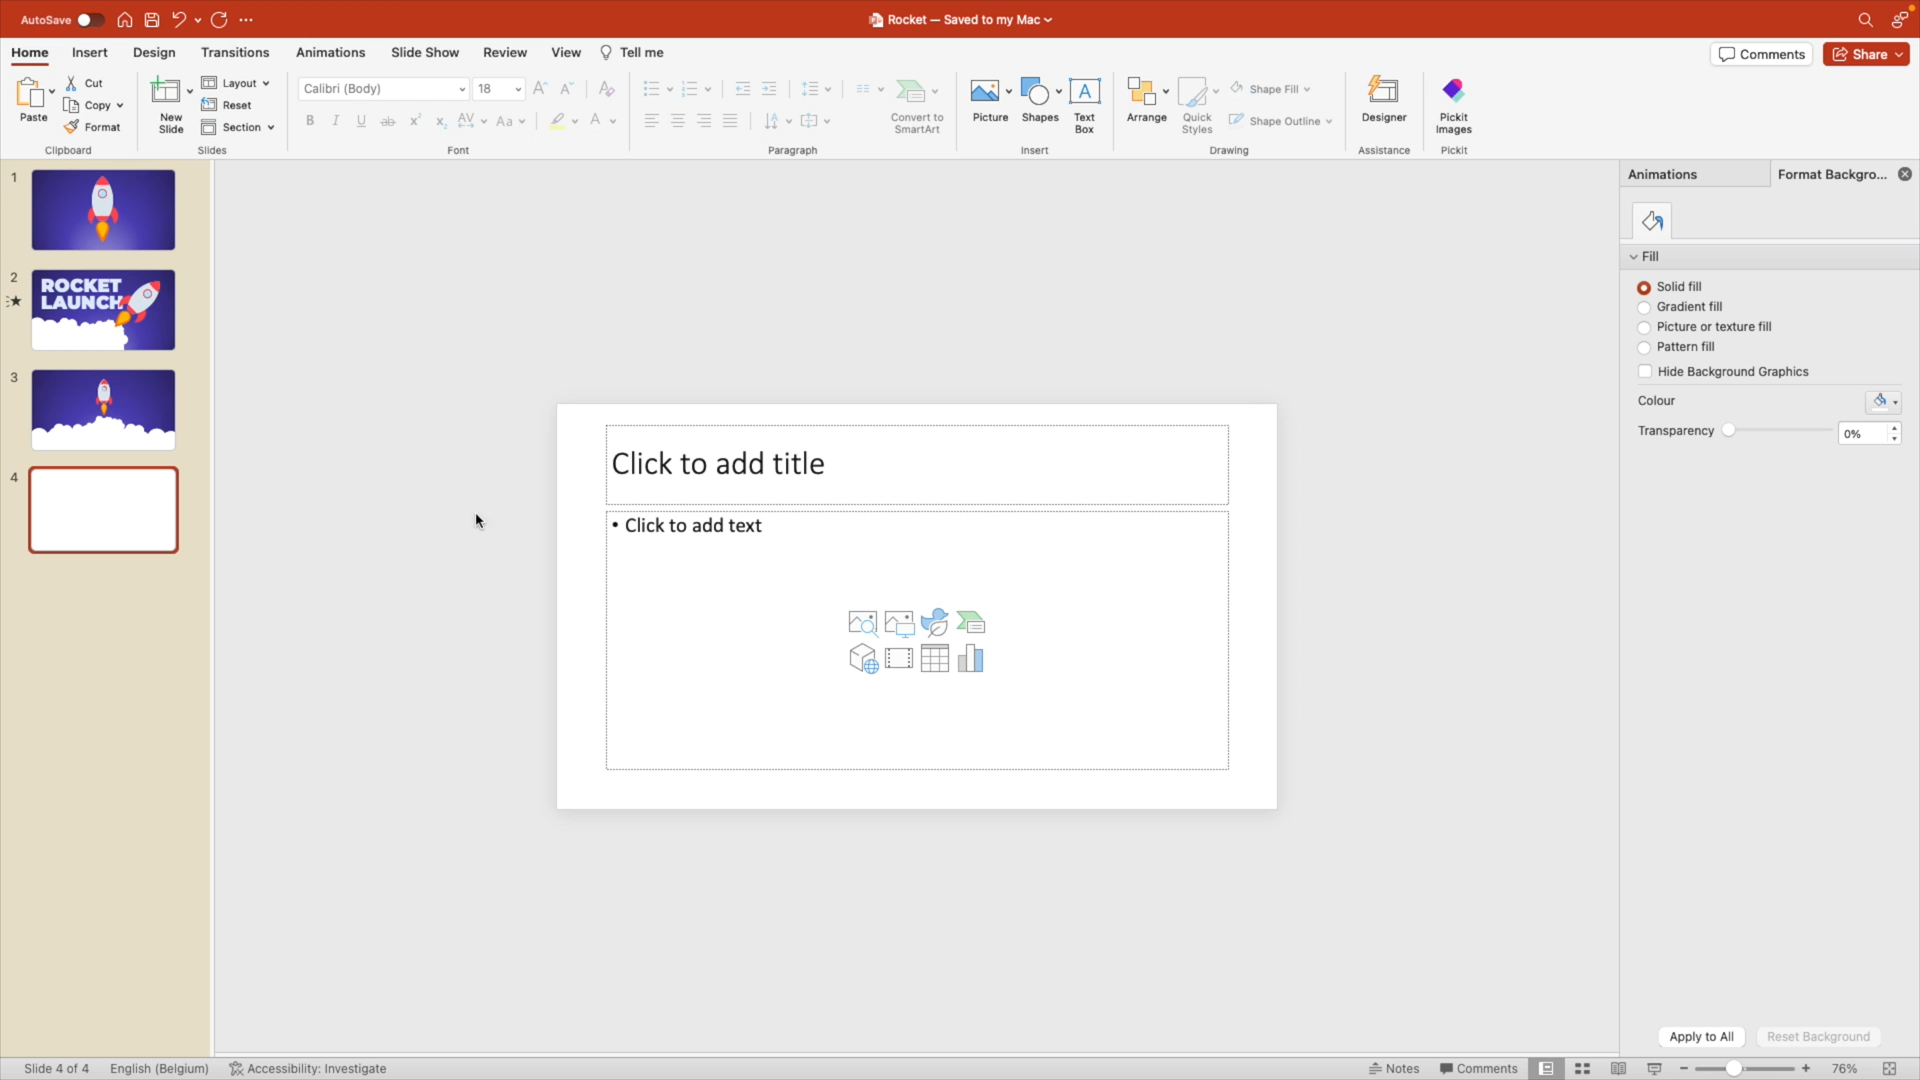 AutoSave
Rocket — Saved to my Mac
Home Insert Design Transitions Animations Slide Show Review View Tell me
Comments Share
Paste Cut Copy Format
Clipboard
New Slide Layout Reset Section
Slides
Calibri (Body) 18
B I U ab x² x₂ AV Aa A
Font
Convert to SmartArt
Paragraph
Picture Shapes Text Box
Insert
Arrange Quick Styles Shape Fill Shape Outline
Drawing
Designer
Assistance
Pickit Images
Pickit
1
2
ROCKET
LAUNCH
3
4
Click to add title
• Click to add text
Animations Format Backgro...
Fill
Solid fill
Gradient fill
Picture or texture fill
Pattern fill
Hide Background Graphics
Colour
Transparency 0%
Apply to All Reset Background
Slide 4 of 4 English (Belgium) Accessibility: Investigate Notes Comments 76%